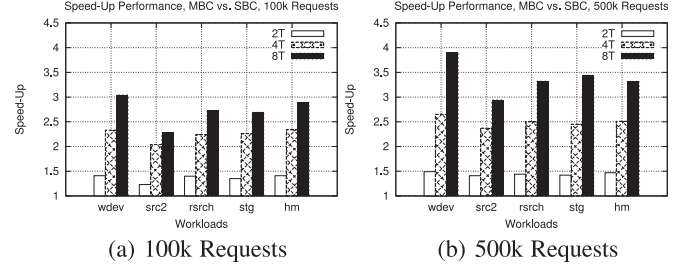 Speed-Up Performance, MBC vs. SBC, 100k Requests
4.5
4
3.5
3
2.5
2
1.5
1
Speed-Up
2T
4T
8T
wdev src2 rsrch stg hm
Workloads
(a) 100k Requests
Speed-Up Performance, MBC vs. SBC, 500k Requests
4.5
4
3.5
3
2.5
2
1.5
1
Speed-Up
2T
4T
8T
wdev src2 rsrch stg hm
Workloads
(b) 500k Requests